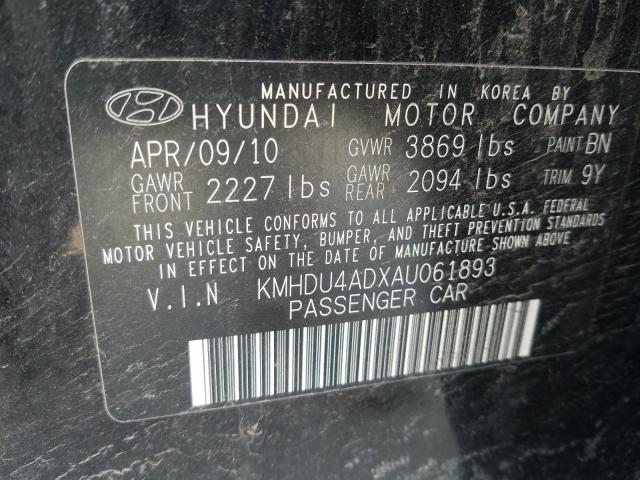 MANUFACTURED IN KOREA BY
HYUNDAI MOTOR COMPANY
APR/09/10 GVWR 3869 lbs PAINT BN
GAWR FRONT 2227 lbs GAWR REAR 2094 lbs TRIM 9Y
THIS VEHICLE CONFORMS TO ALL APPLICABLE U.S.A. FEDERAL
MOTOR VEHICLE SAFETY, BUMPER, AND THEFT PREVENTION STANDARDS
IN EFFECT ON THE DATE OF MANUFACTURE SHOWN ABOVE
V.I.N KMHDU4ADXAU061893
PASSENGER CAR